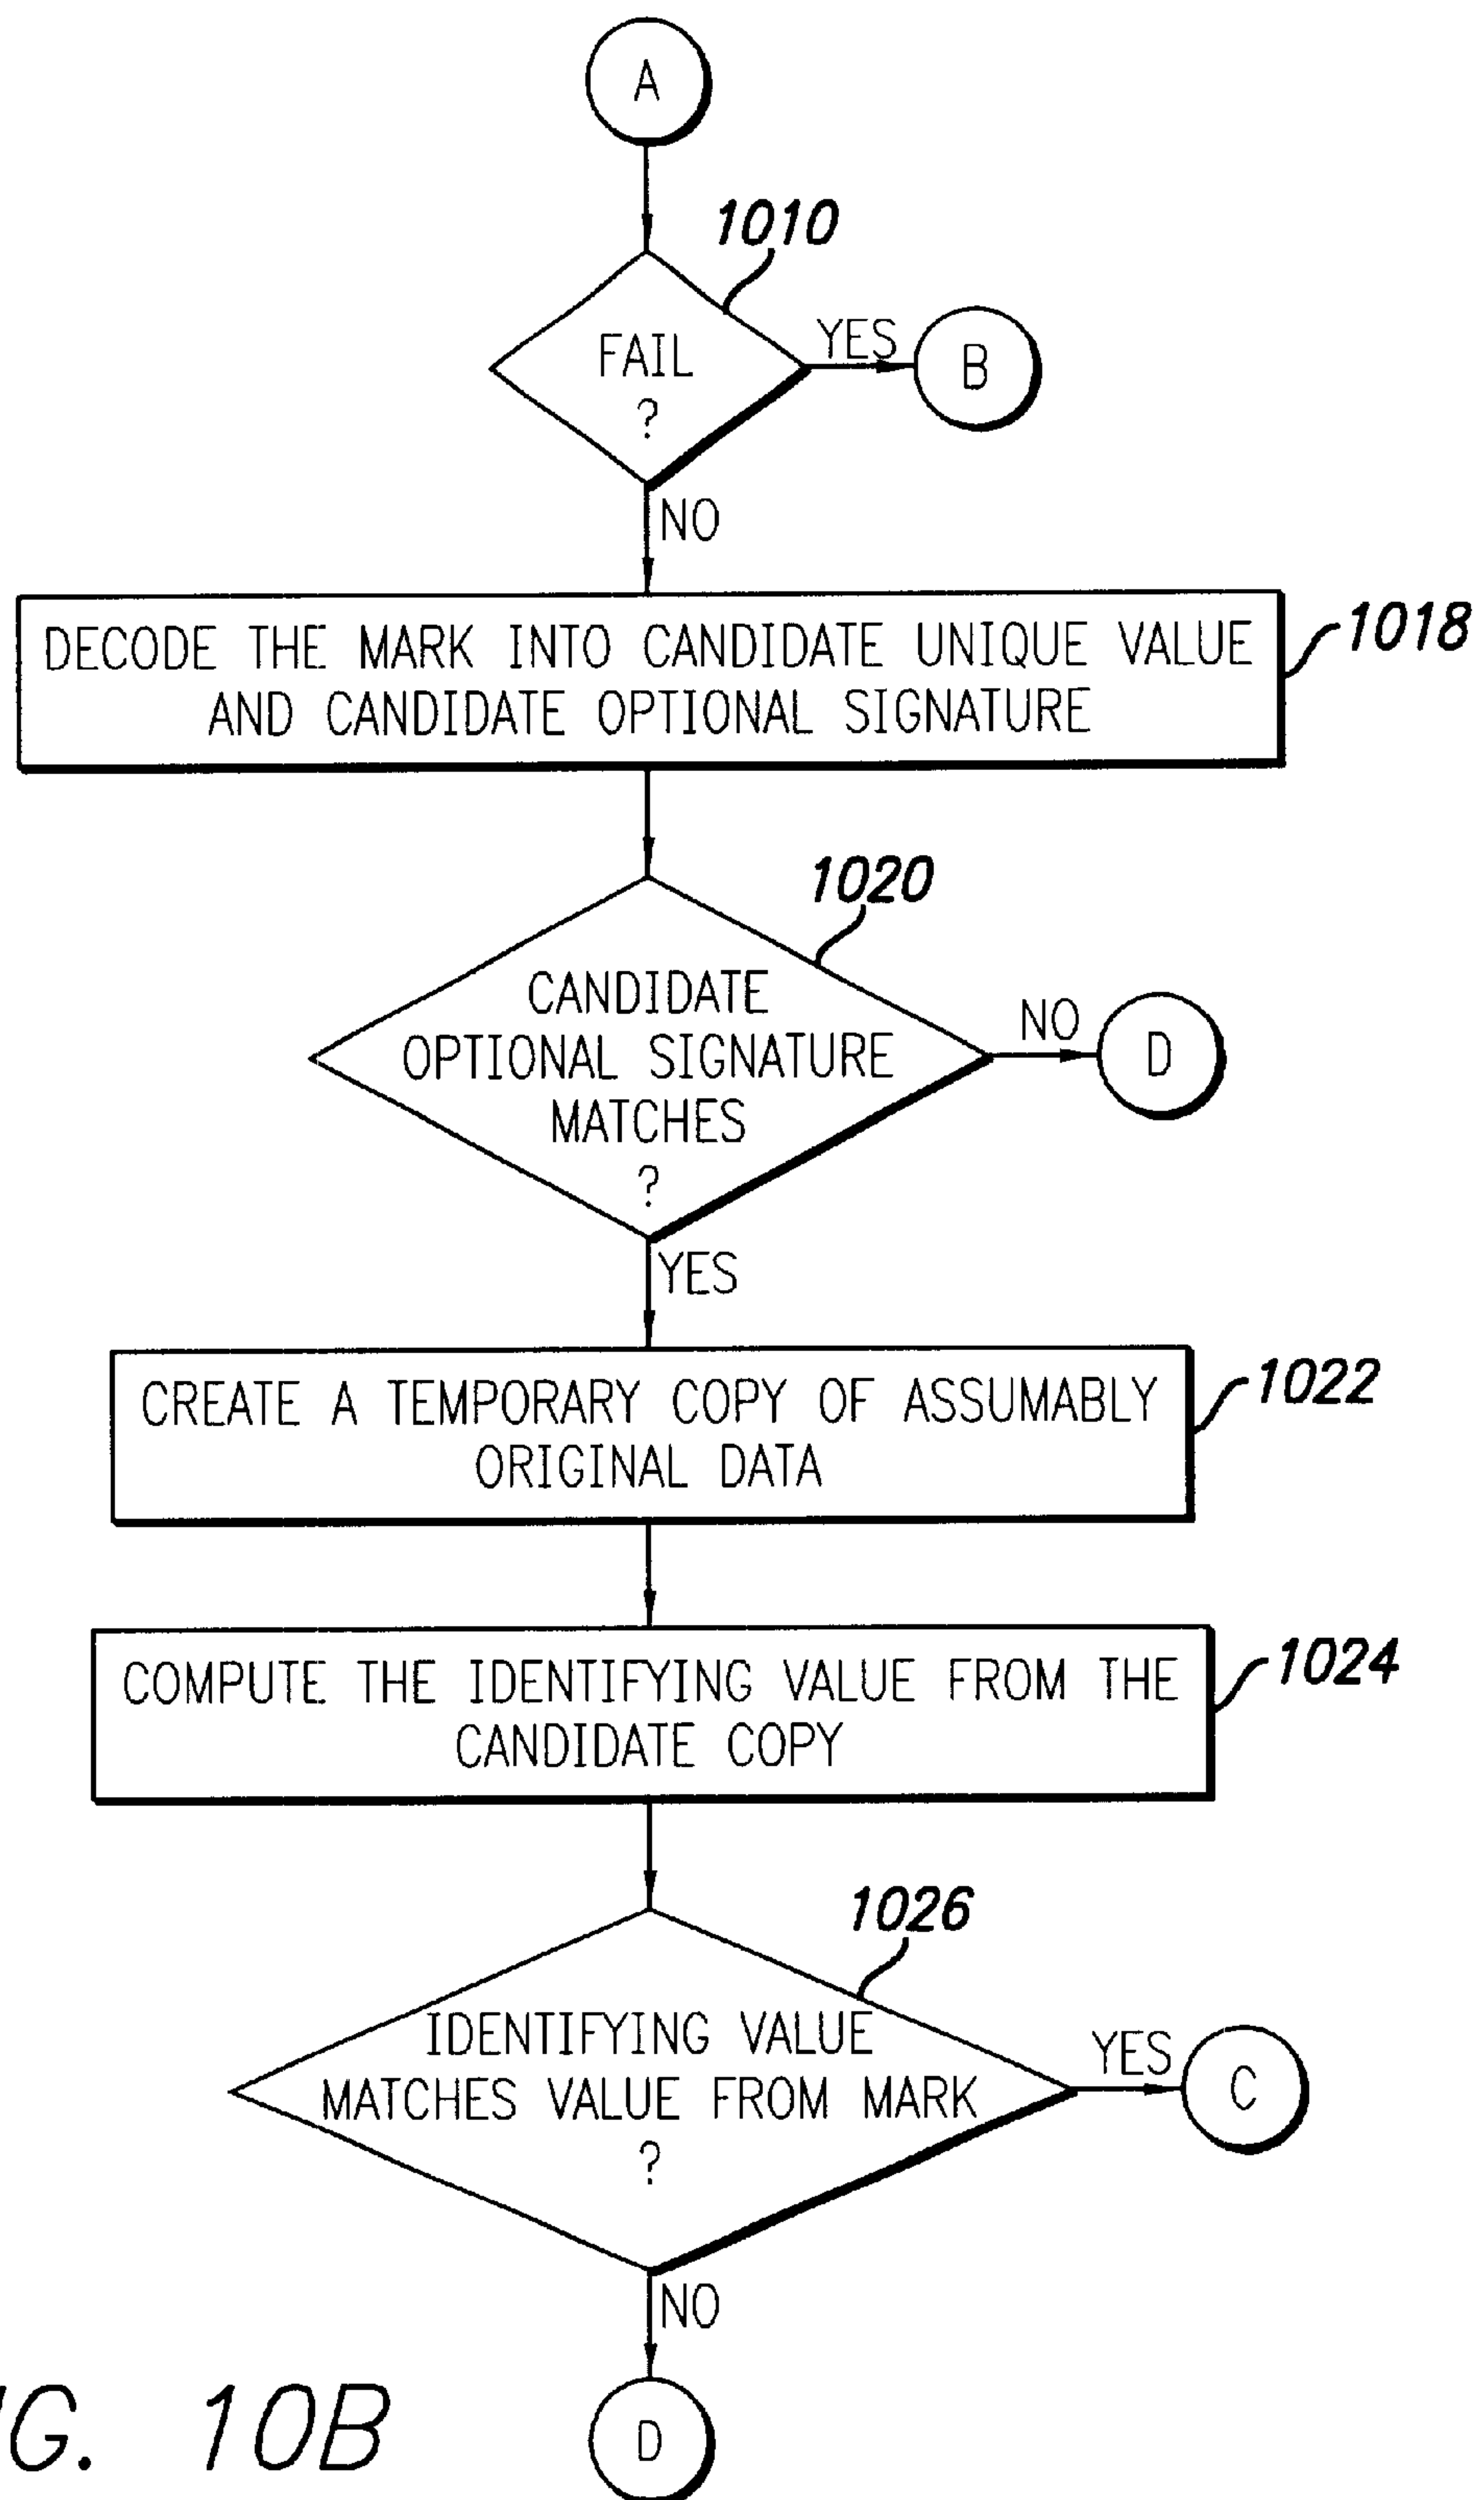 A
1010
FAIL
?
YES
B
NO
DECODE THE MARK INTO CANDIDATE UNIQUE VALUE
AND CANDIDATE OPTIONAL SIGNATURE
1018
1020
CANDIDATE
OPTIONAL SIGNATURE
MATCHES
?
NO
D
YES
CREATE A TEMPORARY COPY OF ASSUMABLY
ORIGINAL DATA
1022
COMPUTE THE IDENTIFYING VALUE FROM THE
CANDIDATE COPY
1024
1026
IDENTIFYING VALUE
MATCHES VALUE FROM MARK
?
YES
C
NO
D
G. 10B